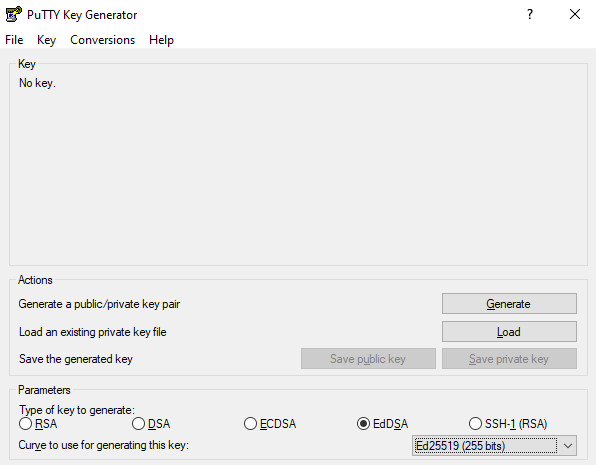 PuTTY Key Generator ? ×
File Key Conversions Help
Key
No key.
Actions
Generate a public/private key pair Generate
Load an existing private key file Load
Save the generated key Save public key Save private key
Parameters
Type of key to generate:
RSA DSA ECDSA EdDSA SSH-1 (RSA)
Curve to use for generating this key: Ed25519 (255 bits)